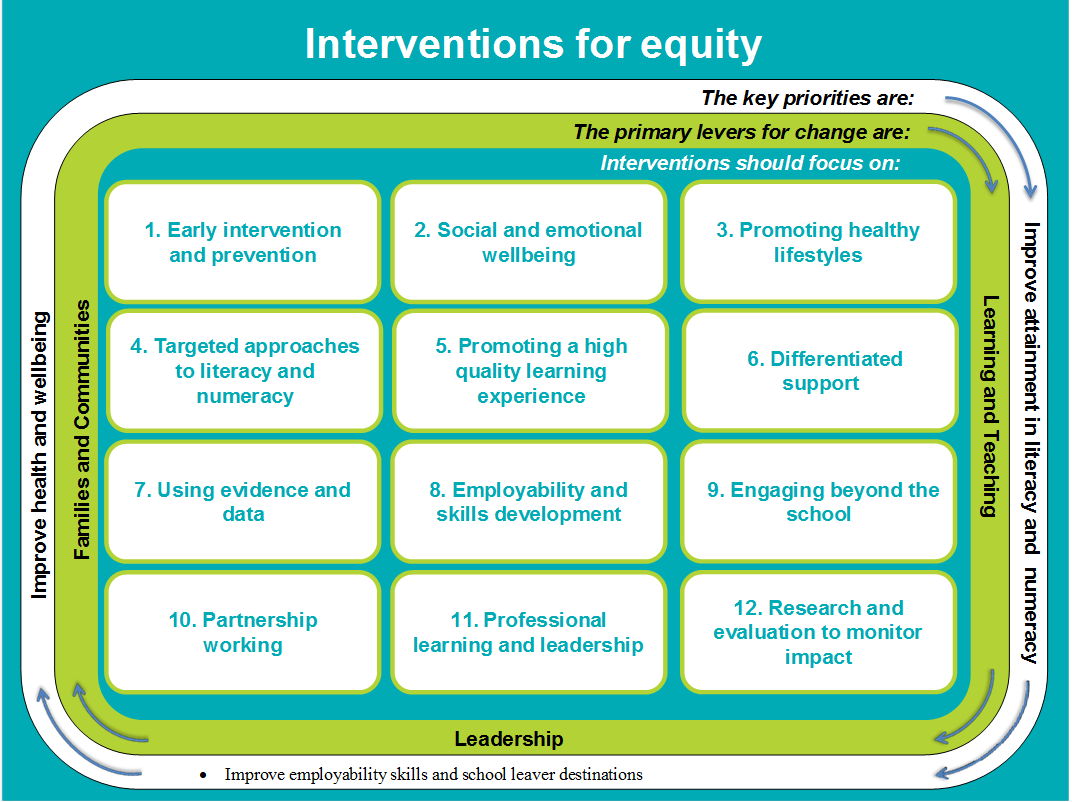 Interventions for equity
The key priorities are:
The primary levers for change are:
Interventions should focus on:
1. Early intervention
and prevention
2. Social and emotional
wellbeing
3. Promoting healthy
lifestyles
4. Targeted approaches
to literacy and
numeracy
5. Promoting a high
quality learning
experience
6. Differentiated
support
7. Using evidence and
data
8. Employability and
skills development
9. Engaging beyond the
school
10. Partnership
working
11. Professional
learning and leadership
12. Research and
evaluation to monitor
impact
Improve attainment in literacy and numeracy
Learning and Teaching
Leadership
• Improve employability skills and school leaver destinations
Families and Communities
Improve health and wellbeing